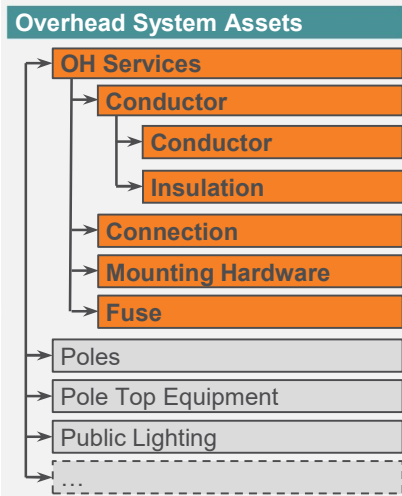 Overhead System Assets
OH Services
Conductor
Conductor
Insulation
Connection
Mounting Hardware
Fuse
Poles
Pole Top Equipment
Public Lighting
…